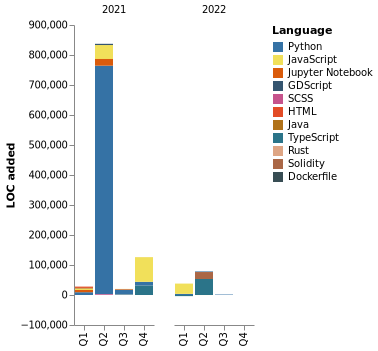 2021
2022
900,000
800,000
700,000
600,000
500,000
400,000
300,000
200,000
100,000
0
−100,000
LOC added
Q1
Q2
Q3
Q4
Q1
Q2
Q3
Q4
Language
Python
JavaScript
Jupyter Notebook
GDScript
SCSS
HTML
Java
TypeScript
Rust
Solidity
Dockerfile